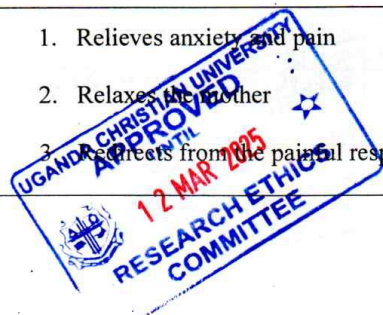 1. Relieves anxiety and pain
2. Relaxes the mother
3. Redirects from the painful resp
UGANDA CHRISTIAN UNIVERSITY
APPROVED
UNTIL
12 MAR 2025
RESEARCH ETHICS
COMMITTEE